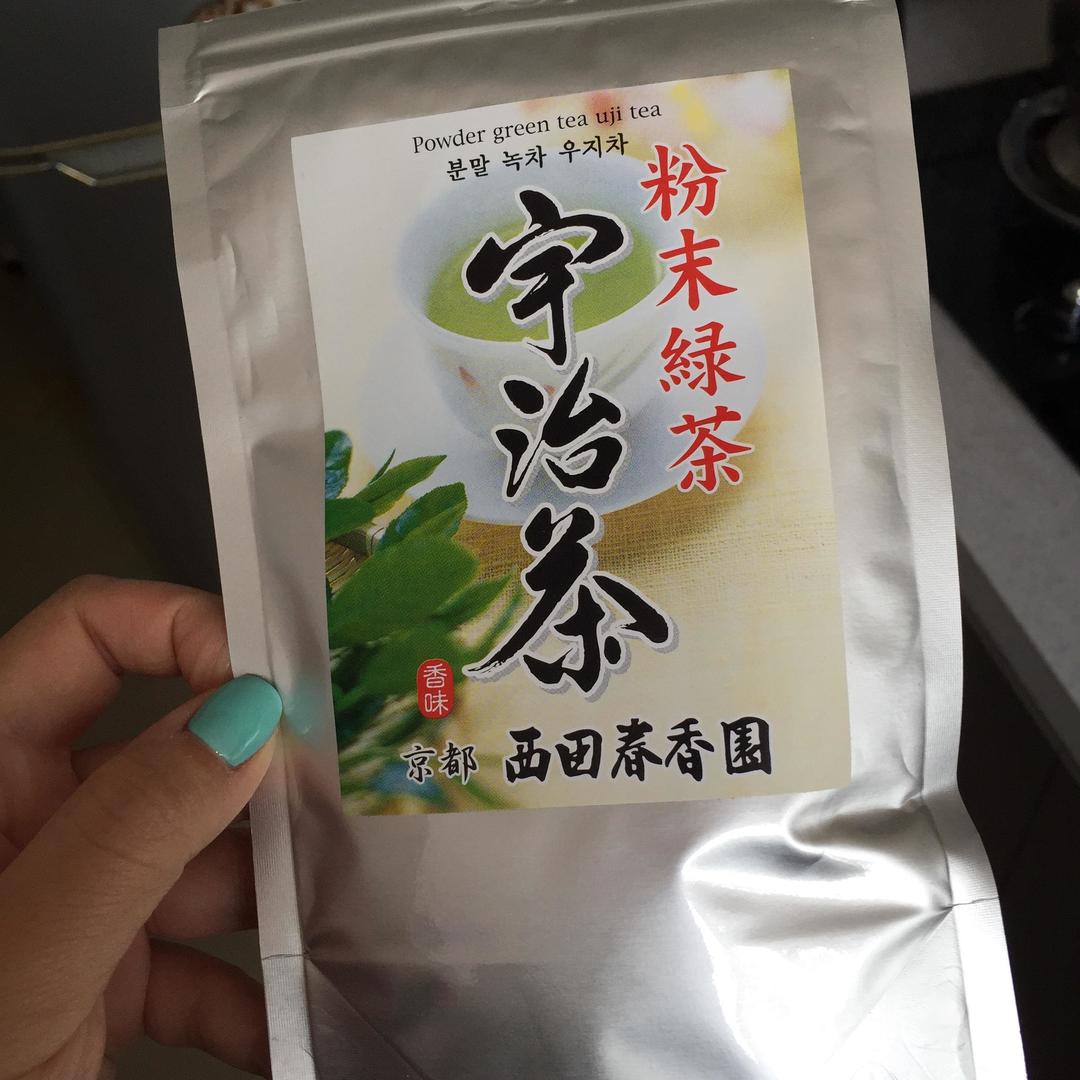 Powder green tea uji tea
분말 녹차 우지차
粉末緑茶
宇治茶
香味
京都 西田春香園